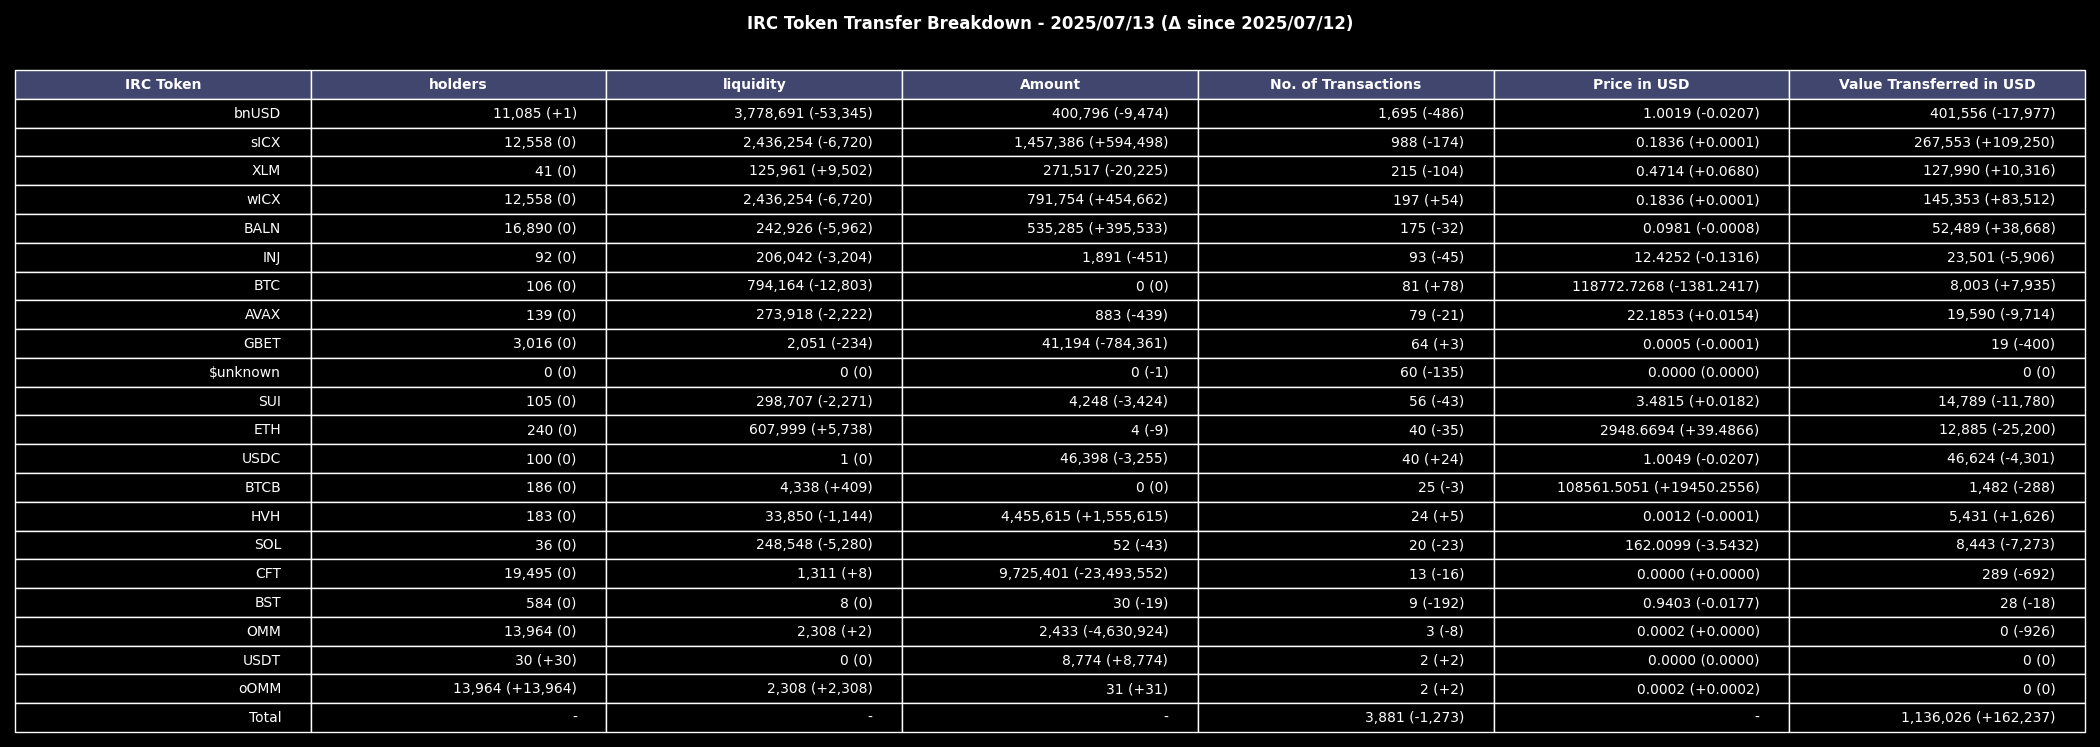 IRC Token Transfer Breakdown - 2025/07/13 (Δ since 2025/07/12)
IRC Token holders liquidity Amount No. of Transactions Price in USD Value Transferred in USD
bnUSD 11,085 (+1) 3,778,691 (-53,345) 400,796 (-9,474) 1,695 (-486) 1.0019 (-0.0207) 401,556 (-17,977)
sICX 12,558 (0) 2,436,254 (-6,720) 1,457,386 (+594,498) 988 (-174) 0.1836 (+0.0001) 267,553 (+109,250)
XLM 41 (0) 125,961 (+9,502) 271,517 (-20,225) 215 (-104) 0.4714 (+0.0680) 127,990 (+10,316)
wICX 12,558 (0) 2,436,254 (-6,720) 791,754 (+454,662) 197 (+54) 0.1836 (+0.0001) 145,353 (+83,512)
BALN 16,890 (0) 242,926 (-5,962) 535,285 (+395,533) 175 (-32) 0.0981 (-0.0008) 52,489 (+38,668)
INJ 92 (0) 206,042 (-3,204) 1,891 (-451) 93 (-45) 12.4252 (-0.1316) 23,501 (-5,906)
BTC 106 (0) 794,164 (-12,803) 0 (0) 81 (+78) 118772.7268 (-1381.2417) 8,003 (+7,935)
AVAX 139 (0) 273,918 (-2,222) 883 (-439) 79 (-21) 22.1853 (+0.0154) 19,590 (-9,714)
GBET 3,016 (0) 2,051 (-234) 41,194 (-784,361) 64 (+3) 0.0005 (-0.0001) 19 (-400)
$unknown 0 (0) 0 (0) 0 (-1) 60 (-135) 0.0000 (0.0000) 0 (0)
SUI 105 (0) 298,707 (-2,271) 4,248 (-3,424) 56 (-43) 3.4815 (+0.0182) 14,789 (-11,780)
ETH 240 (0) 607,999 (+5,738) 4 (-9) 40 (-35) 2948.6694 (+39.4866) 12,885 (-25,200)
USDC 100 (0) 1 (0) 46,398 (-3,255) 40 (+24) 1.0049 (-0.0207) 46,624 (-4,301)
BTCB 186 (0) 4,338 (+409) 0 (0) 25 (-3) 108561.5051 (+19450.2556) 1,482 (-288)
HVH 183 (0) 33,850 (-1,144) 4,455,615 (+1,555,615) 24 (+5) 0.0012 (-0.0001) 5,431 (+1,626)
SOL 36 (0) 248,548 (-5,280) 52 (-43) 20 (-23) 162.0099 (-3.5432) 8,443 (-7,273)
CFT 19,495 (0) 1,311 (+8) 9,725,401 (-23,493,552) 13 (-16) 0.0000 (+0.0000) 289 (-692)
BST 584 (0) 8 (0) 30 (-19) 9 (-192) 0.9403 (-0.0177) 28 (-18)
OMM 13,964 (0) 2,308 (+2) 2,433 (-4,630,924) 3 (-8) 0.0002 (+0.0000) 0 (-926)
USDT 30 (+30) 0 (0) 8,774 (+8,774) 2 (+2) 0.0000 (0.0000) 0 (0)
oOMM 13,964 (+13,964) 2,308 (+2,308) 31 (+31) 2 (+2) 0.0002 (+0.0002) 0 (0)
Total - - - 3,881 (-1,273) - 1,136,026 (+162,237)